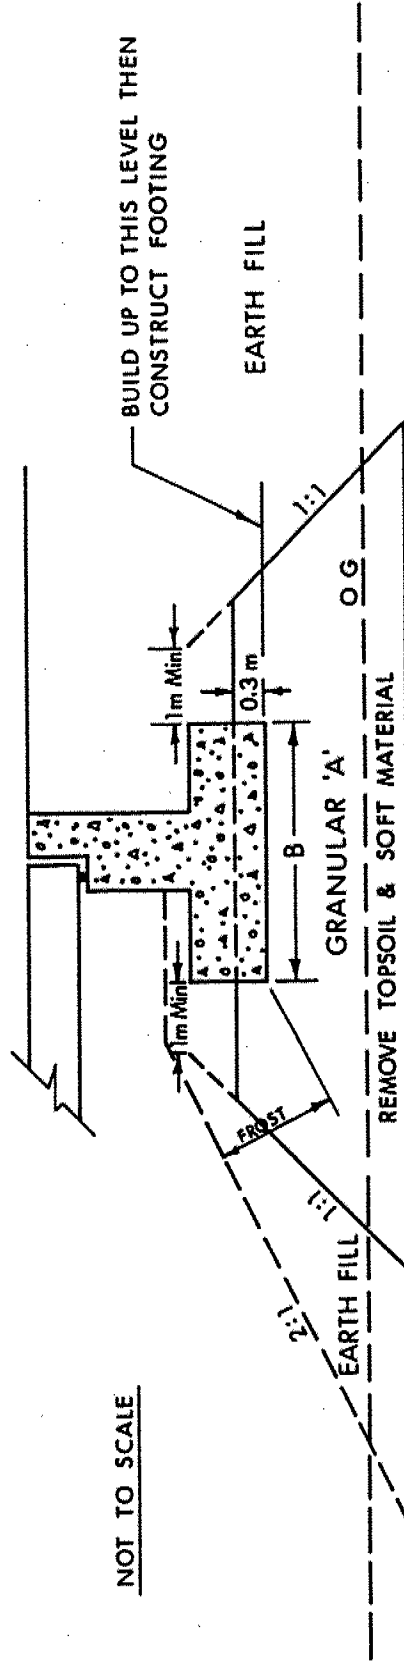 NOT TO SCALE
BUILD UP TO THIS LEVEL THEN
CONSTRUCT FOOTING
1m Min
1m Min
0.3 m
EARTH FILL
B
FROST
1:1
1:1
2:1
GRANULAR 'A'
O G
EARTH FILL
REMOVE TOPSOIL & SOFT MATERIAL